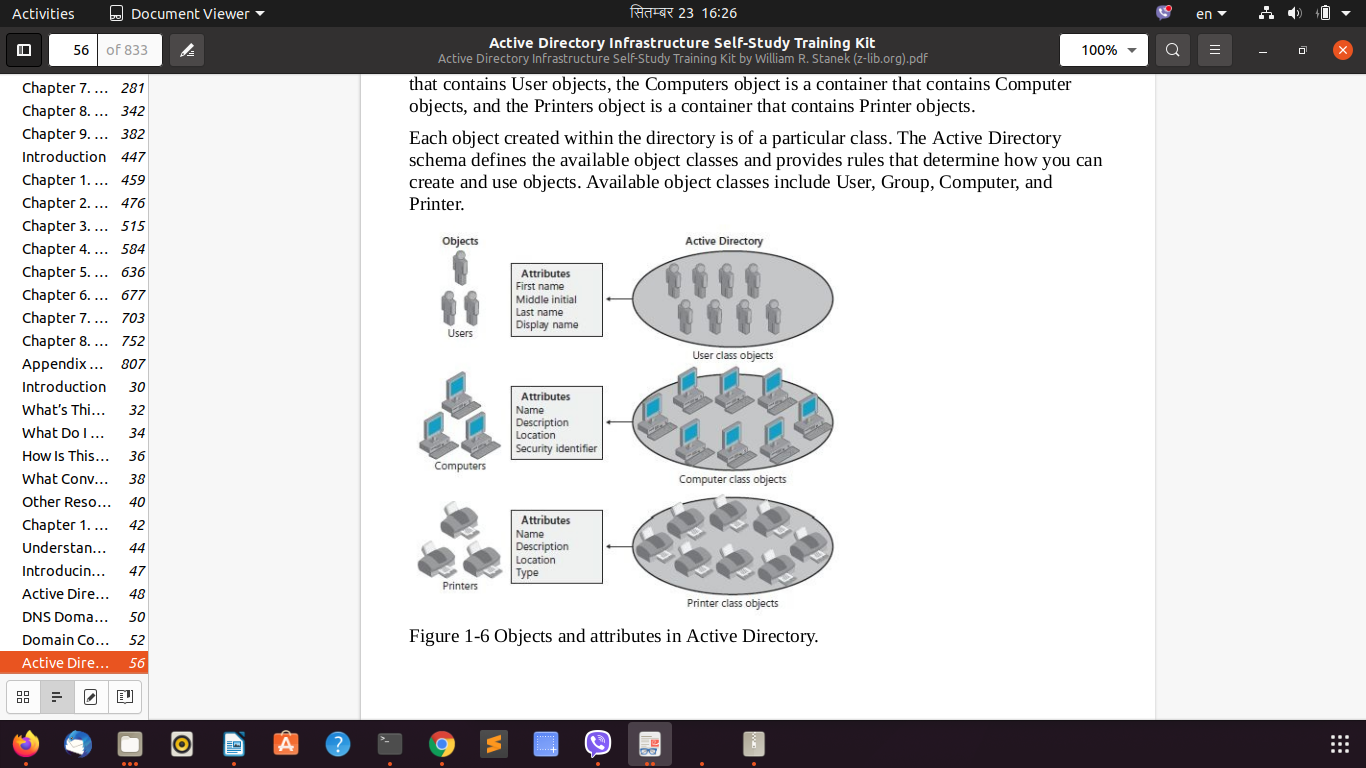 Activities
Document Viewer
सितम्बर 23 16:26
en
56
of 833
Active Directory Infrastructure Self-Study Training Kit
Active Directory Infrastructure Self-Study Training Kit by William R. Stanek (z-lib.org).pdf
100%
Chapter 7. … 281
Chapter 8. … 342
Chapter 9. … 382
Introduction 447
Chapter 1. … 459
Chapter 2. … 476
Chapter 3. … 515
Chapter 4. … 584
Chapter 5. … 636
Chapter 6. … 677
Chapter 7. … 703
Chapter 8. … 752
Appendix … 807
Introduction 30
What's Thi… 32
What Do I … 34
How Is This… 36
What Conv… 38
Other Reso… 40
Chapter 1. … 42
Understan… 44
Introducin… 47
Active Dire… 48
DNS Doma… 50
Domain Co… 52
Active Dire… 56
that contains User objects, the Computers object is a container that contains Computer
objects, and the Printers object is a container that contains Printer objects.
Each object created within the directory is of a particular class. The Active Directory
schema defines the available object classes and provides rules that determine how you can
create and use objects. Available object classes include User, Group, Computer, and
Printer.
Objects
Active Directory
Users
Attributes
First name
Middle initial
Last name
Display name
User class objects
Computers
Attributes
Name
Description
Location
Security identifier
Computer class objects
Printers
Attributes
Name
Description
Location
Type
Printer class objects
Figure 1-6 Objects and attributes in Active Directory.